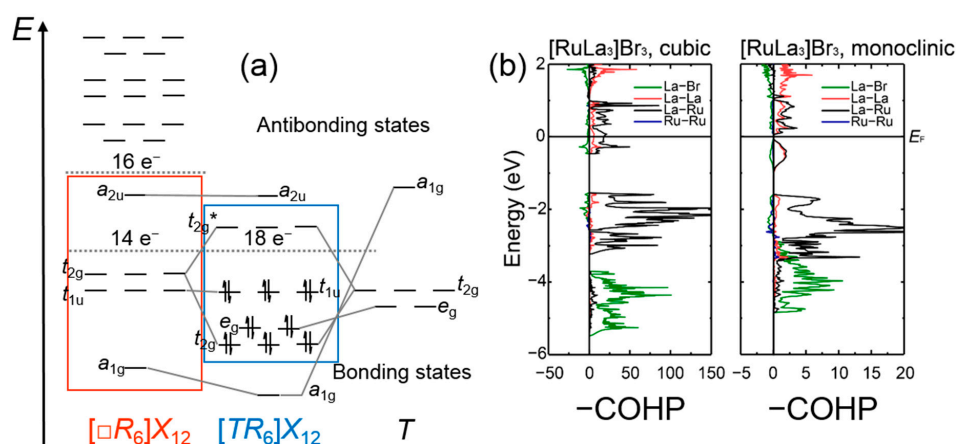 E
(a)
16 e⁻
Antibonding states
a2u
a2u
a1g
t2g*
14 e⁻
18 e⁻
t2g
t1u
t1u
t2g
eg
eg
t2g
a1g
a1g
Bonding states
[□R6]X12
[TR6]X12
T
(b)
[RuLa3]Br3, cubic
[RuLa3]Br3, monoclinic
La−Br
La−La
La−Ru
Ru−Ru
La−Br
La−La
La−Ru
Ru−Ru
EF
Energy (eV)
2
0
−2
−4
−6
−50 0 50 100 150
−5 0 5 10 15 20
−COHP
−COHP